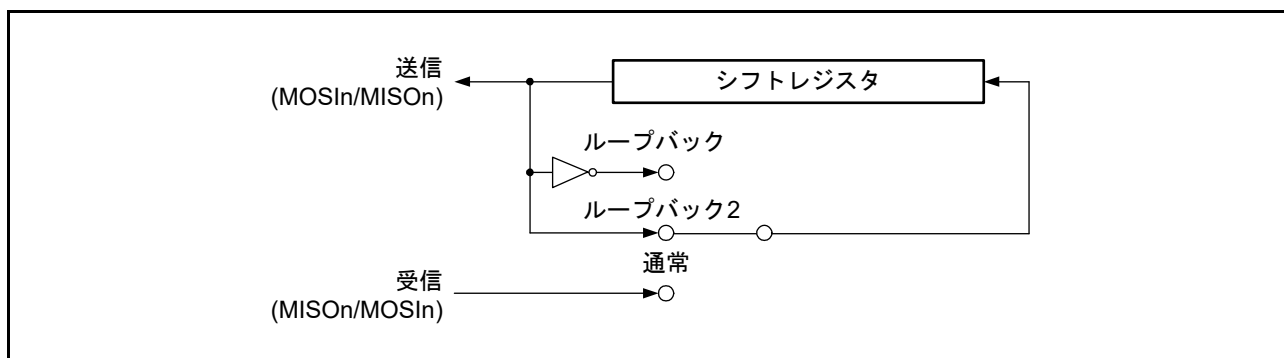 送信
(MOSIn/MISOn)
シフトレジスタ
ループバック
ループバック2
通常
受信
(MISOn/MOSIn)